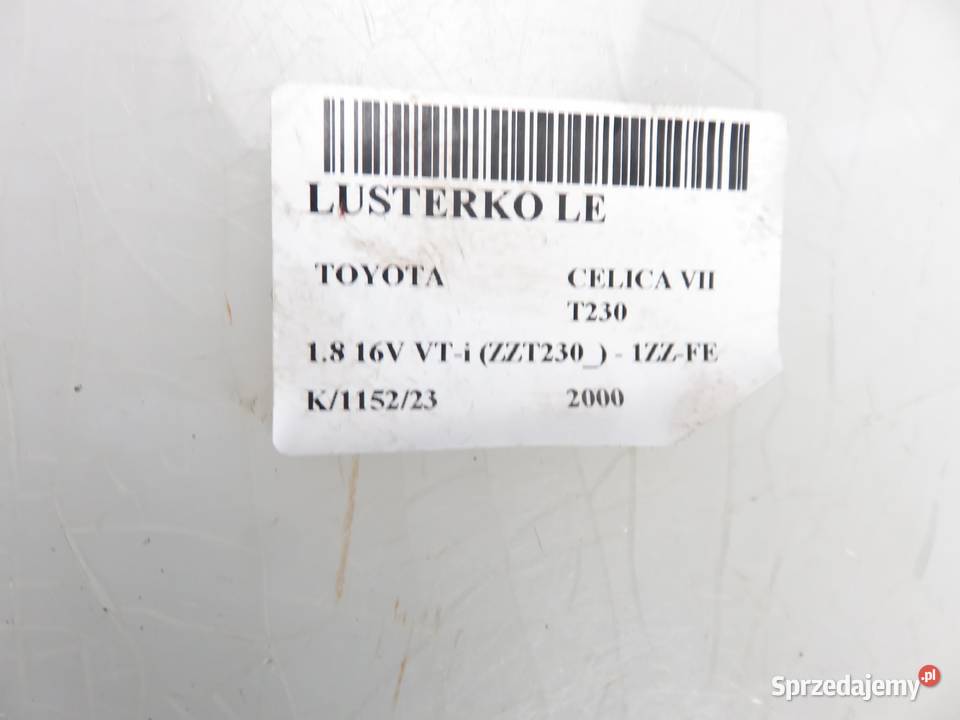 LUSTERKO LE
TOYOTA CELICA VII
T230
1.8 16V VT-i (ZZT230_) - 1ZZ-FE
K/1152/23 2000
Sprzedajemy.pl